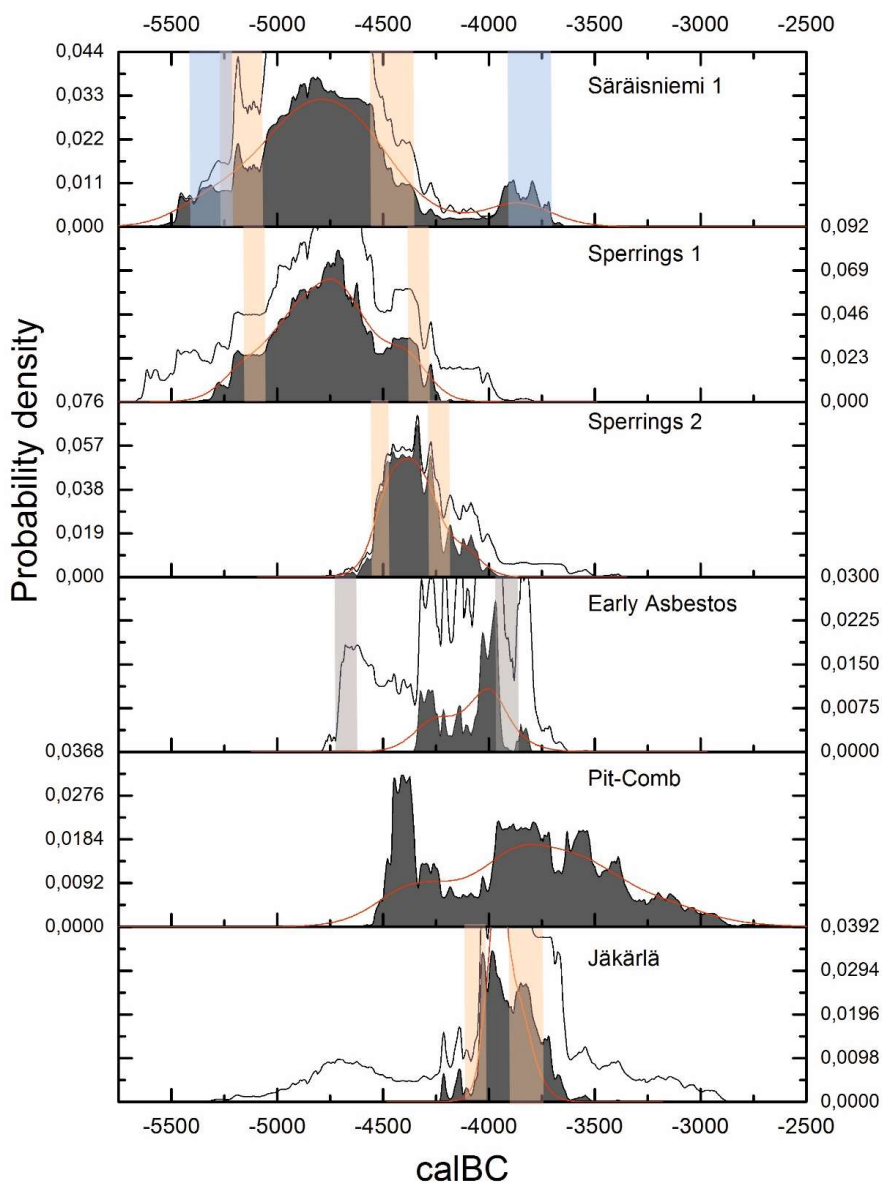 -5500 -5000 -4500 -4000 -3500 -3000 -2500
0,044
Säräisniemi 1
0,033
0,022
0,011
0,000 0,092
Sperrings 1
0,069
0,046
0,023
0,076 0,000
Sperrings 2
0,057
0,038
0,019
0,000 0,0300
Early Asbestos
0,0225
0,0150
0,0075
0,0368 0,0000
Pit-Comb
0,0276
0,0184
0,0092
0,0000 0,0392
Jäkärlä
0,0294
0,0196
0,0098
0,0000
-5500 -5000 -4500 -4000 -3500 -3000 -2500
calBC
Probability density